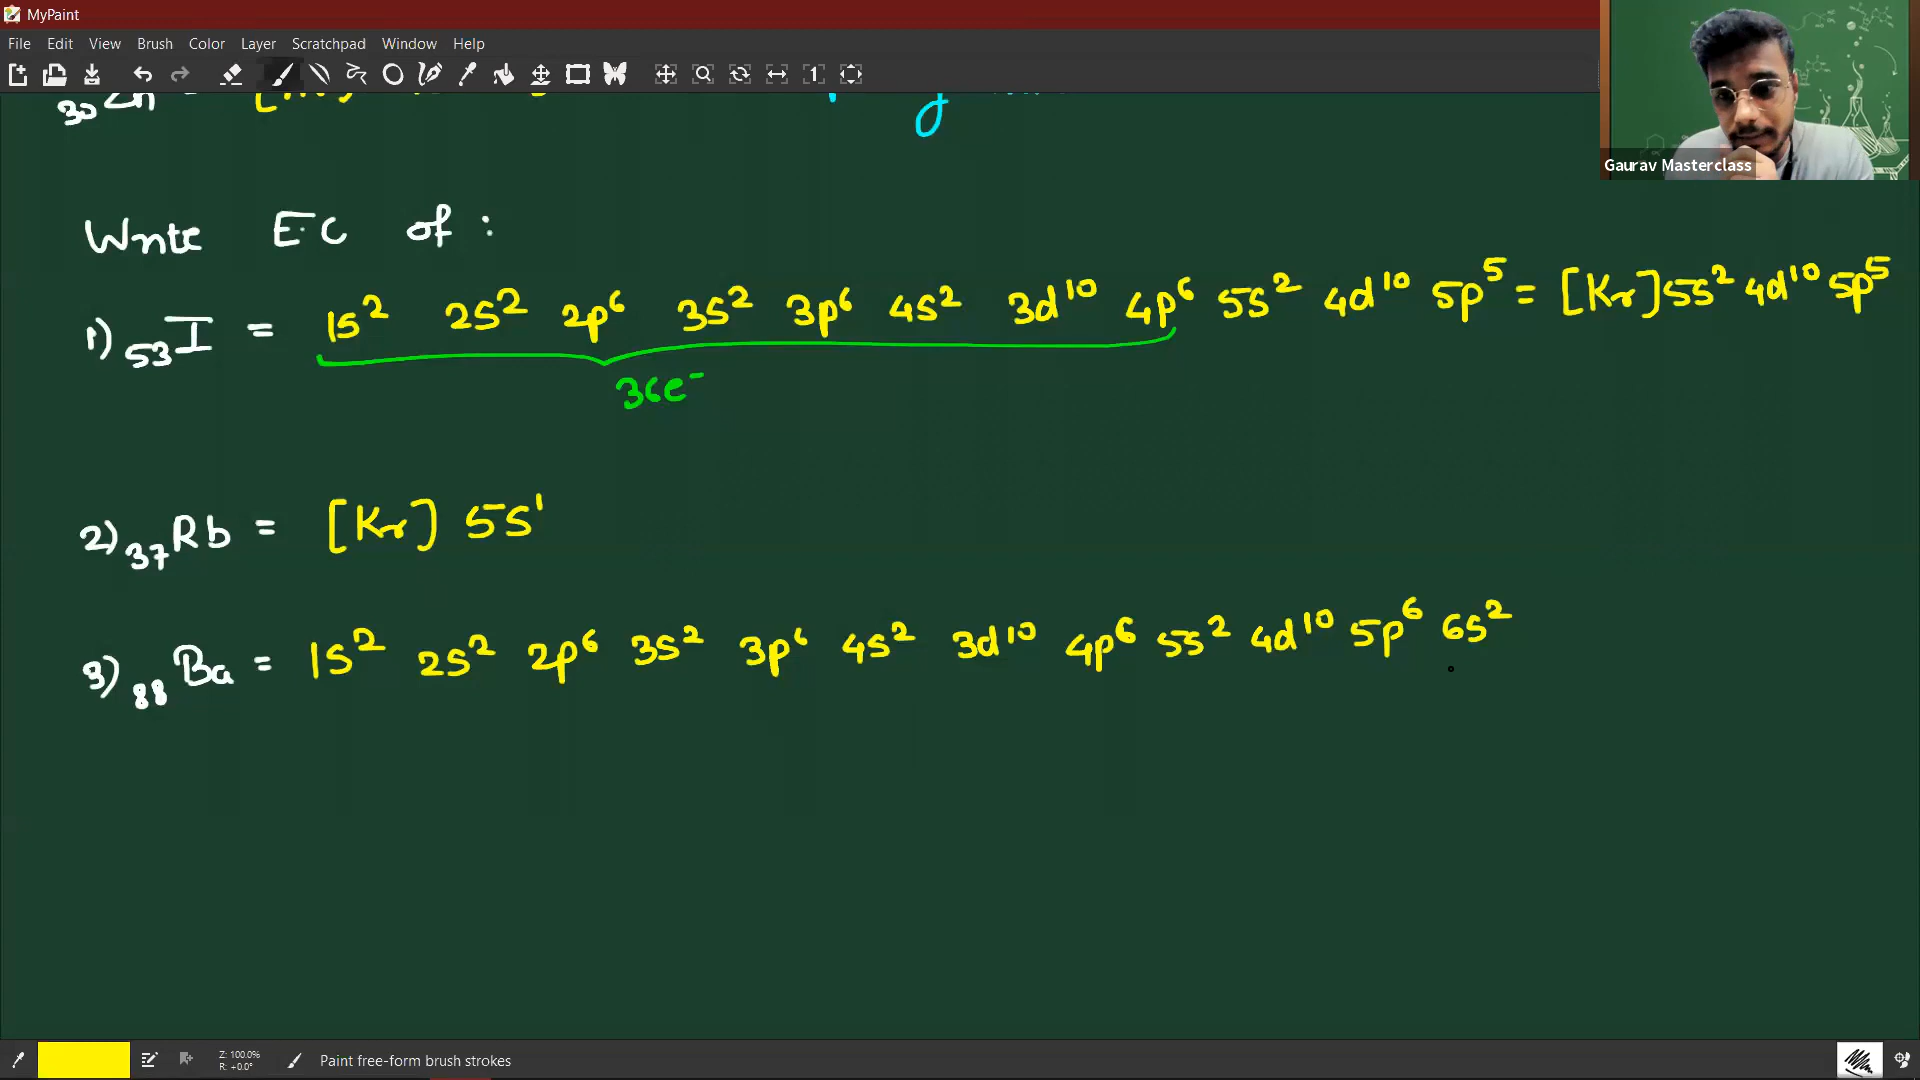 MyPaint
File Edit View Brush Color Layer Scratchpad Window Help
Gaurav Masterclass
30Zn =
Write E.C of :
1) 53I = 1s² 2s² 2p⁶ 3s² 3p⁶ 4s² 3d¹⁰ 4p⁶ 5s² 4d¹⁰ 5p⁵ = [Kr] 5s² 4d¹⁰ 5p⁵
36e⁻
2) 37Rb = [Kr] 5s¹
3) 88Ba = 1s² 2s² 2p⁶ 3s² 3p⁶ 4s² 3d¹⁰ 4p⁶ 5s² 4d¹⁰ 5p⁶ 6s²
Z: 100.0%
R: +0.0°
Paint free-form brush strokes